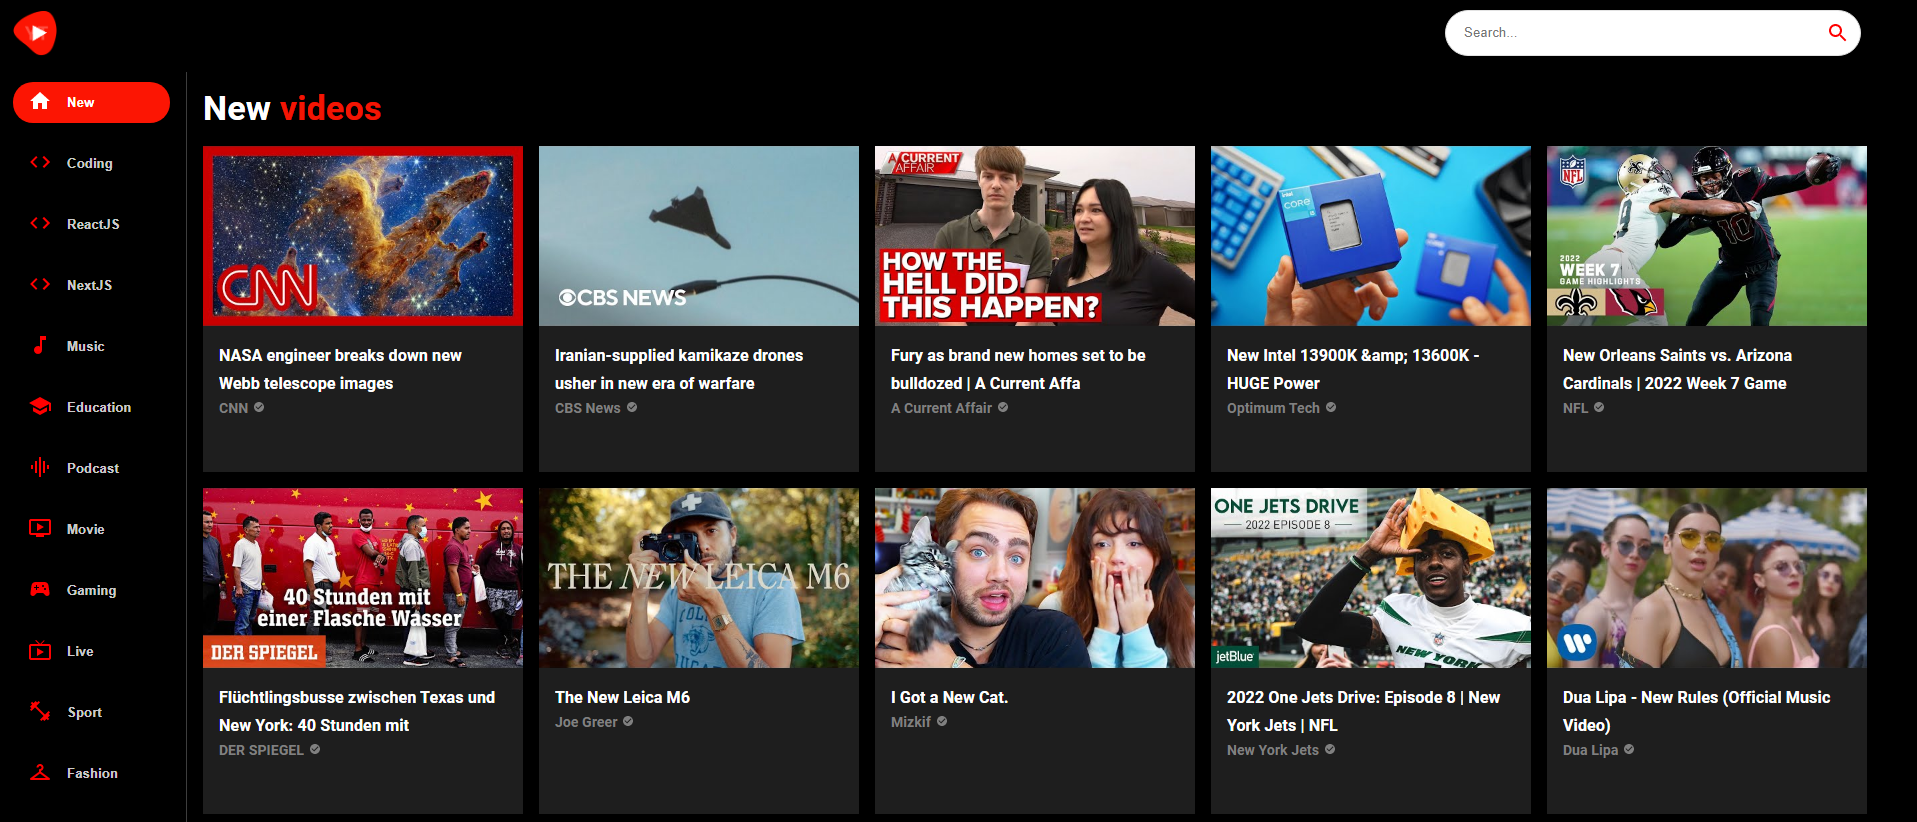 Search...
New
Coding
ReactJS
NextJS
Music
Education
Podcast
Movie
Gaming
Live
Sport
Fashion
New videos
CNN
NASA engineer breaks down new
Webb telescope images
CNN
CBS NEWS
Iranian-supplied kamikaze drones
usher in new era of warfare
CBS News
A CURRENT
AFFAIR
HOW THE
HELL DID
THIS HAPPEN?
Fury as brand new homes set to be
bulldozed | A Current Affa
A Current Affair
intel
CORE
New Intel 13900K &amp; 13600K -
HUGE Power
Optimum Tech
NFL
10
2022
WEEK 7
GAME HIGHLIGHTS
New Orleans Saints vs. Arizona
Cardinals | 2022 Week 7 Game
NFL
40 Stunden mit
einer Flasche Wasser
DER SPIEGEL
Flüchtlingsbusse zwischen Texas und
New York: 40 Stunden mit
DER SPIEGEL
THE NEW LEICA M6
The New Leica M6
Joe Greer
I Got a New Cat.
Mizkif
ONE JETS DRIVE
2022 EPISODE 8
NEW YORK
jetBlue
2022 One Jets Drive: Episode 8 | New
York Jets | NFL
New York Jets
Dua Lipa - New Rules (Official Music
Video)
Dua Lipa